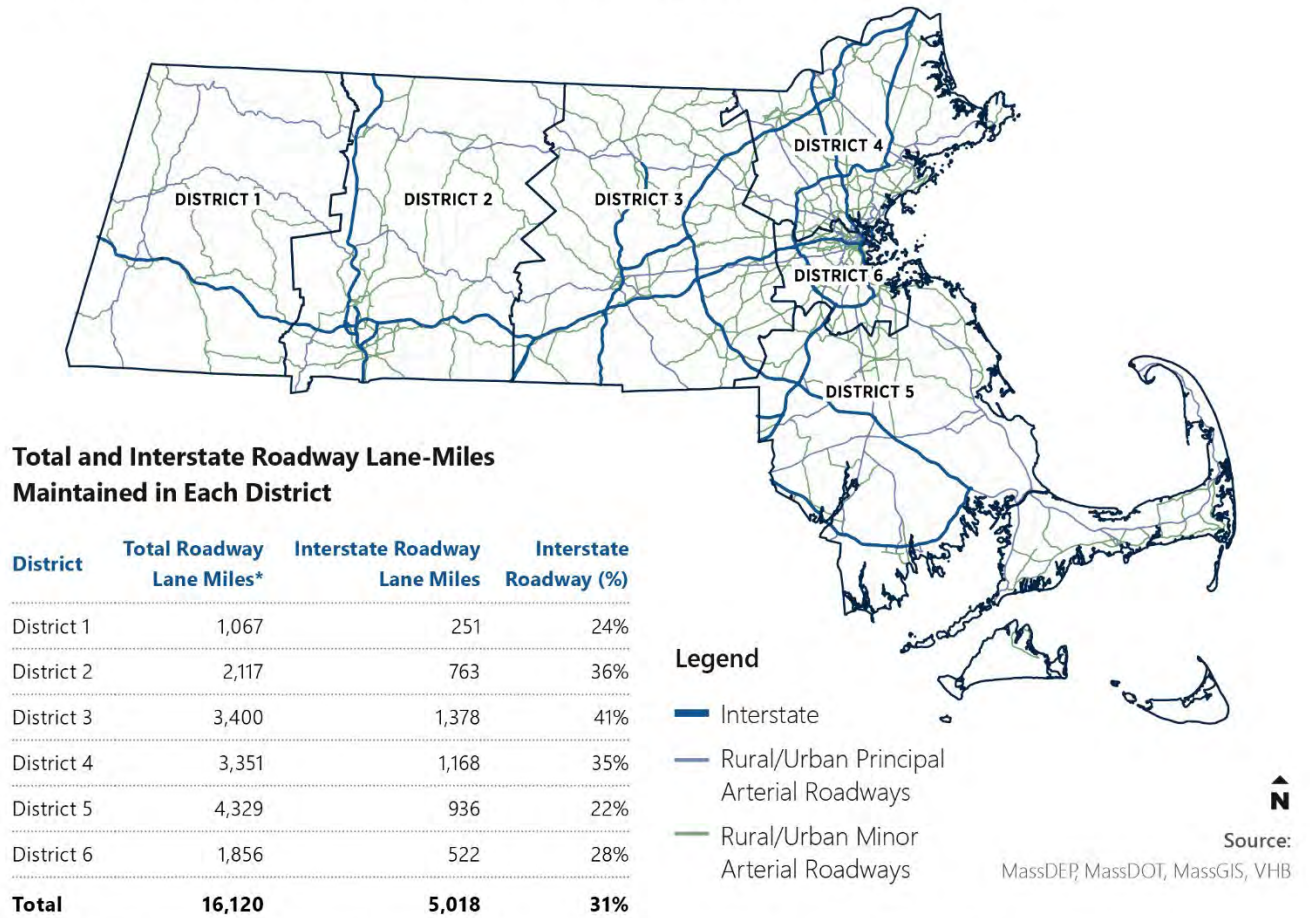 DISTRICT 4
DISTRICT 1
DISTRICT 2
DISTRICT 3
DISTRICT 6
DISTRICT 5
Total and Interstate Roadway Lane-Miles
Maintained in Each District
District Total Roadway Lane Miles* Interstate Roadway Lane Miles Interstate Roadway (%)
District 1 1,067 251 24%
District 2 2,117 763 36%
District 3 3,400 1,378 41%
District 4 3,351 1,168 35%
District 5 4,329 936 22%
District 6 1,856 522 28%
Total 16,120 5,018 31%
Legend
Interstate
Rural/Urban Principal
Arterial Roadways
Rural/Urban Minor
Arterial Roadways
N
Source:
MassDEP, MassDOT, MassGIS, VHB